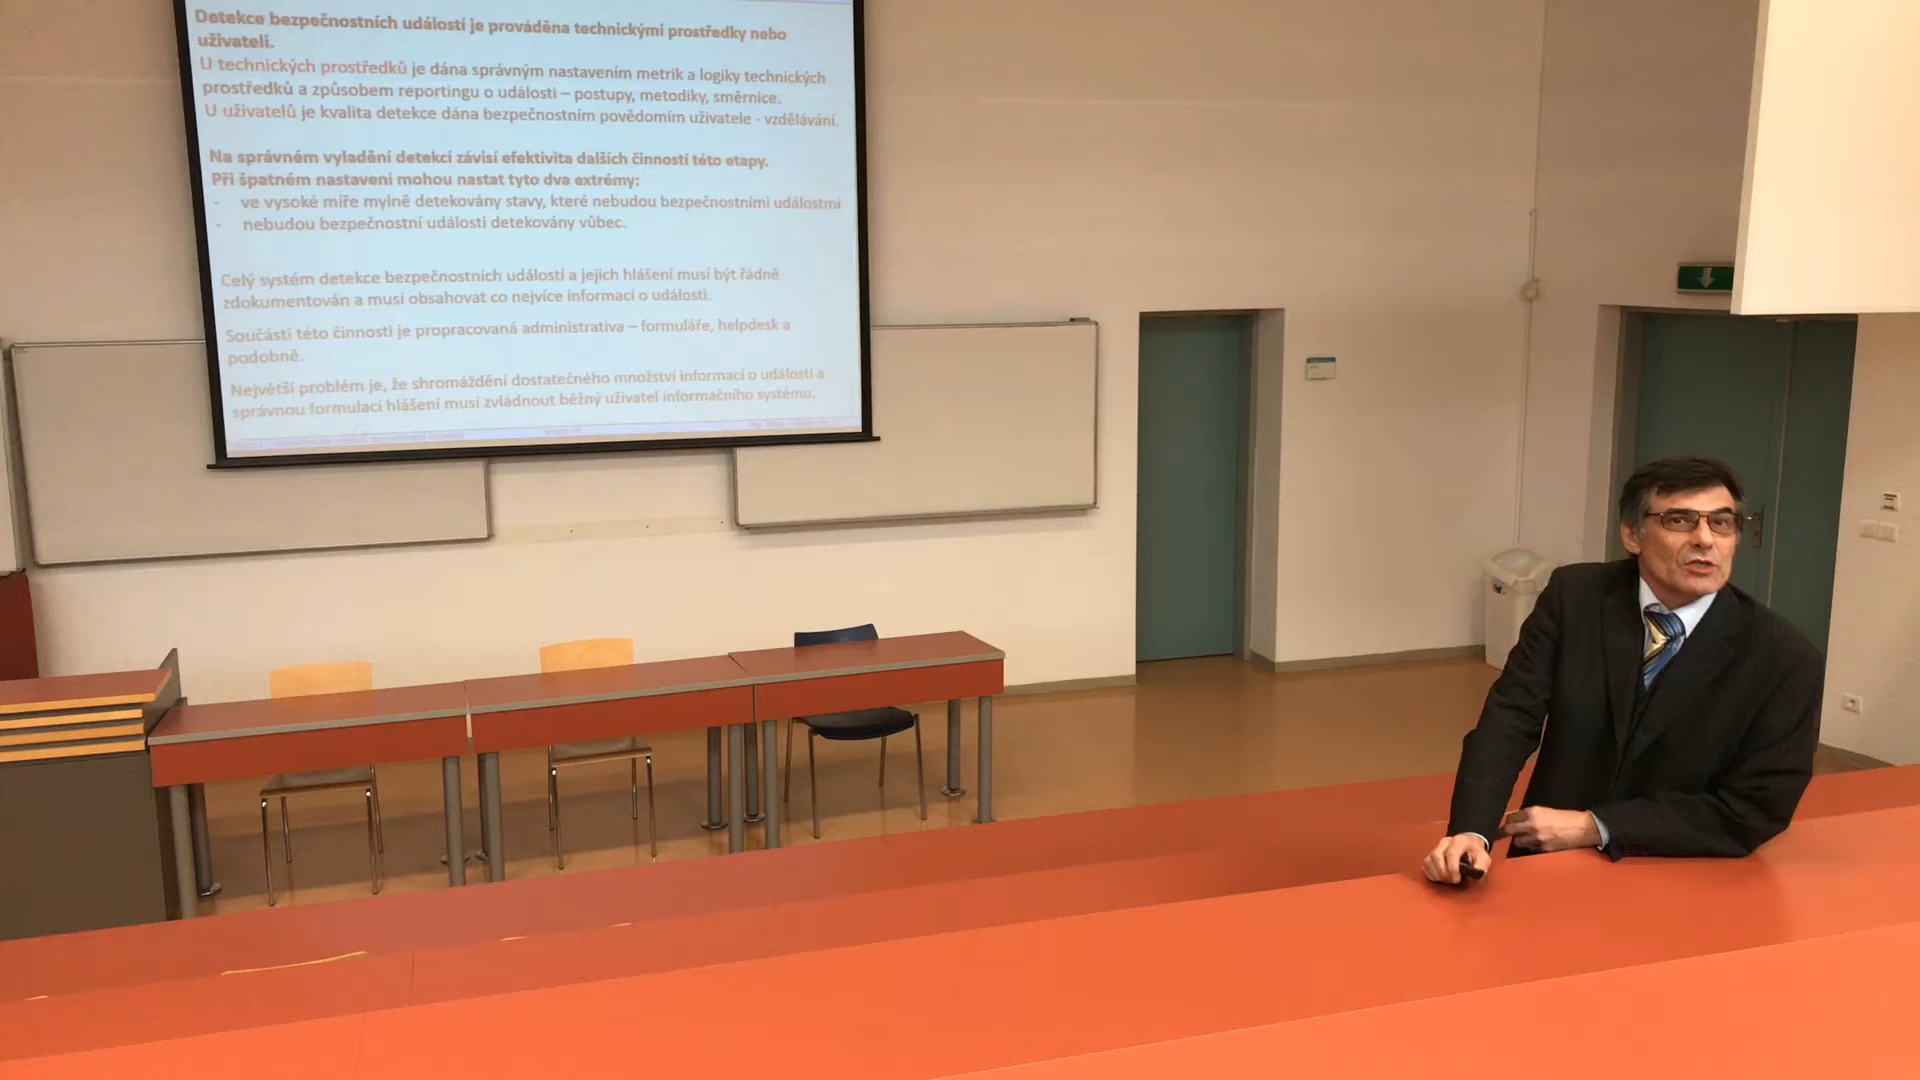 Detekce bezpečnostních událostí je prováděna technickými prostředky nebo
uživateli.
U technických prostředků je dána správným nastavením metrik a logiky technických
prostředků a způsobem reportingu o události – postupy, metodiky, směrnice.
U uživatelů je kvalita detekce dána bezpečnostním povědomím uživatele - vzdělávání.
Na správném vyladění detekcí závisí efektivita dalších činností této etapy.
Při špatném nastavení mohou nastat tyto dva extrémy:
- ve vysoké míře mylně detekovány stavy, které nebudou bezpečnostními událostmi
- nebudou bezpečnostní události detekovány vůbec.
Celý systém detekce bezpečnostních událostí a jejich hlášení musí být řádně
zdokumentován a musí obsahovat co nejvíce informací o události.
Součástí této činnosti je propracovaná administrativa – formuláře, helpdesk a
podobně.
Největší problém je, že shromáždění dostatečného množství informací o události a
správnou formulaci hlášení musí zvládnout běžný uživatel informačního systému.